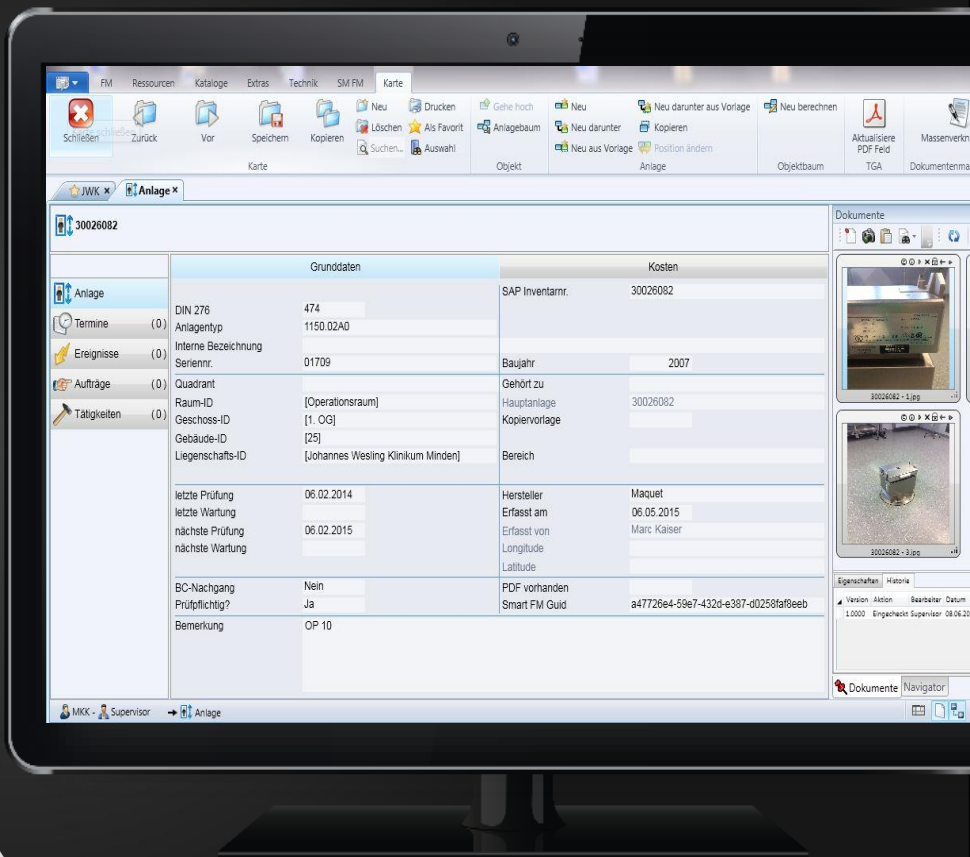 FM Ressourcen Kataloge Extras Technik SM FM Karte
Schließen Zurück Vor Speichern Kopieren
Neu Drucken
Löschen Als Favorit
Suchen... Auswahl
Karte
Gehe hoch
Anlagebaum
Objekt
Neu Neu darunter aus Vorlage
Neu darunter Kopieren
Neu aus Vorlage Position ändern
Anlage
Neu berechnen
Objektbaum
Aktualisiere
PDF Feld
TGA
Massenverkn
Dokumentenma
JWK Anlage
30026082
Anlage
Termine (0)
Ereignisse (0)
Aufträge (0)
Tätigkeiten (0)
Grunddaten Kosten
SAP Inventarnr. 30026082
DIN 276 474
Anlagentyp 1150.02A0
Interne Bezeichnung
Seriennr. 01709 Baujahr 2007
Quadrant Gehört zu
Raum-ID [Operationsraum] Hauptanlage 30026082
Geschoss-ID [1. OG] Kopiervorlage
Gebäude-ID [25]
Liegenschafts-ID [Johannes Wesling Klinikum Minden] Bereich
letzte Prüfung 06.02.2014 Hersteller Maquet
letzte Wartung Erfasst am 06.05.2015
nächste Prüfung 06.02.2015 Erfasst von Marc Kaiser
nächste Wartung Longitude
Latitude
BC-Nachgang Nein PDF vorhanden
Prüfpflichtig? Ja Smart FM Guid a47726e4-59e7-432d-e387-d0258faf8eeb
Bemerkung OP 10
Dokumente
30026082 - 1.jpg
30026082 - 3.jpg
Eigenschaften Historie
Version Aktion Bearbeiter Datum
1.0000 Eingecheckt Supervisor 08.06.20
Dokumente Navigator
MKK - Supervisor Anlage